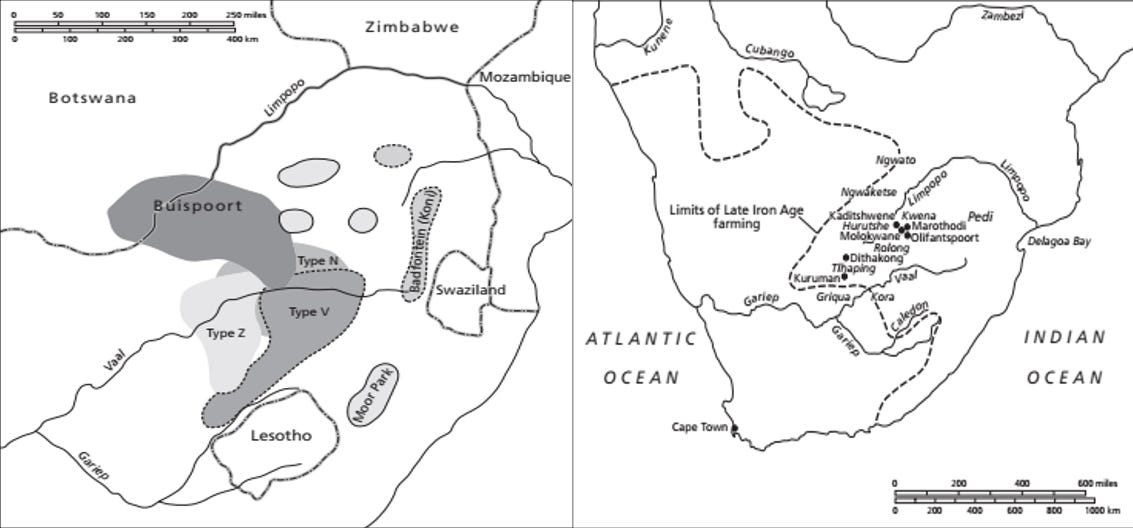 0 50 100 150 200 250 miles
0 100 200 300 400 km
Zimbabwe
Mozambique
Botswana
Limpopo
Buispoort
Badfontein (Koni)
Type N
Swaziland
Type V
Type Z
Vaal
Moor Park
Lesotho
Gariep
Kunene
Zambezi
Cubango
Ngwato
Limpopo
Ngwaketse
Limpopo
Limits of Late Iron Age
farming
Kaditshwene
Kwena
Pedi
Hurutshe
Marothodi
Molokwane
Olifantspoort
Delagoa Bay
Rolong
Dithakong
Tlhaping
Kuruman
Vaal
Gariep
Griqua
Kora
Caledon
Gariep
ATLANTIC
OCEAN
INDIAN
OCEAN
Cape Town
0 200 400 600 miles
0 200 400 600 800 1000 km